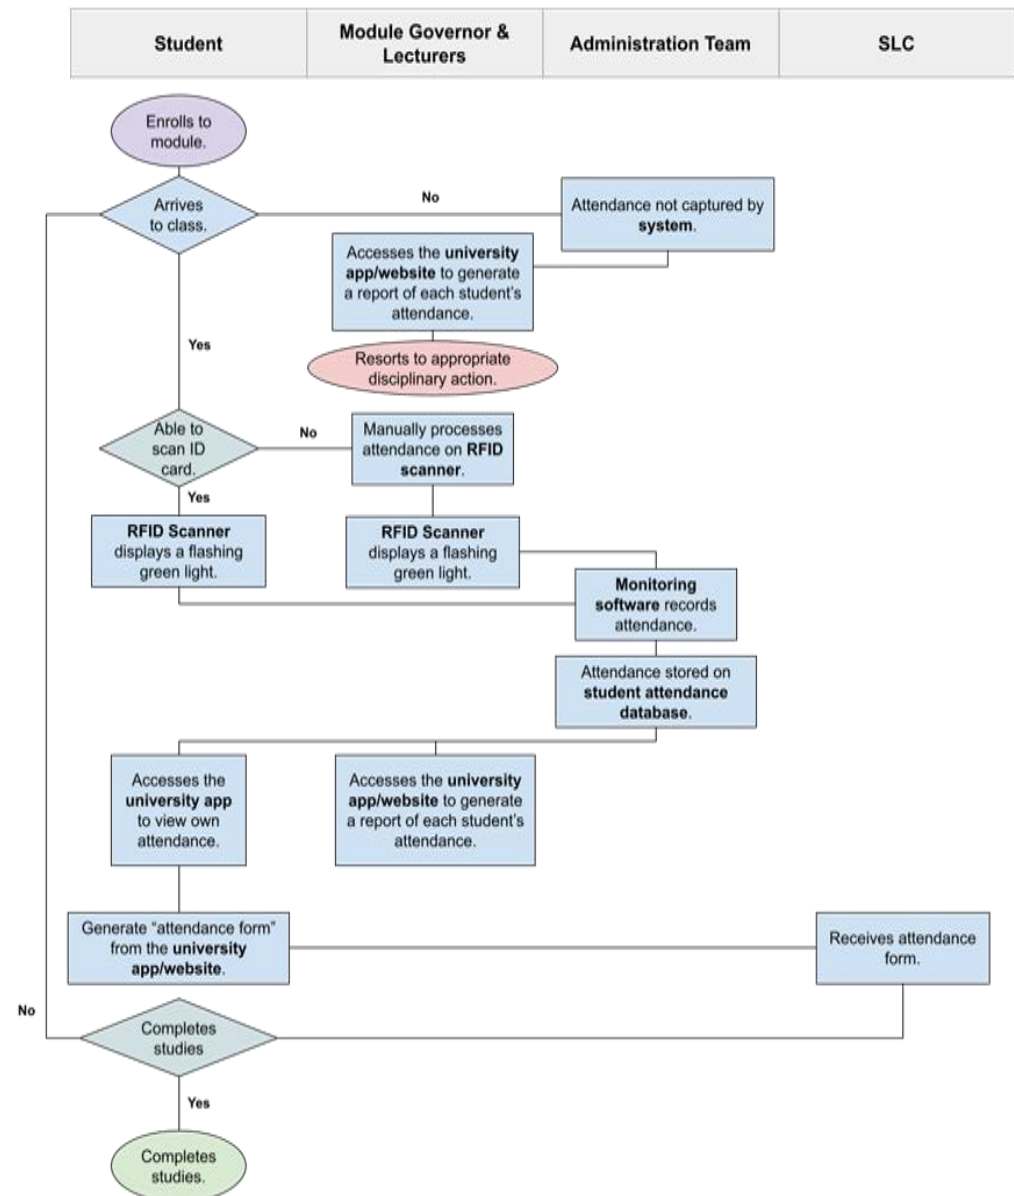 Student
Module Governor &
Lecturers
Administration Team
SLC
Enrolls to
module.
Arrives
to class.
No
Attendance not captured by
system.
Accesses the university
app/website to generate
a report of each student's
attendance.
Resorts to appropriate
disciplinary action.
Yes
Able to
scan ID
card.
No
Manually processes
attendance on RFID
scanner.
Yes
RFID Scanner
displays a flashing
green light.
RFID Scanner
displays a flashing
green light.
Monitoring
software records
attendance.
Attendance stored on
student attendance
database.
Accesses the
university app
to view own
attendance.
Accesses the university
app/website to generate
a report of each student's
attendance.
Generate "attendance form"
from the university
app/website.
Receives attendance
form.
No
Completes
studies
Yes
Completes
studies.